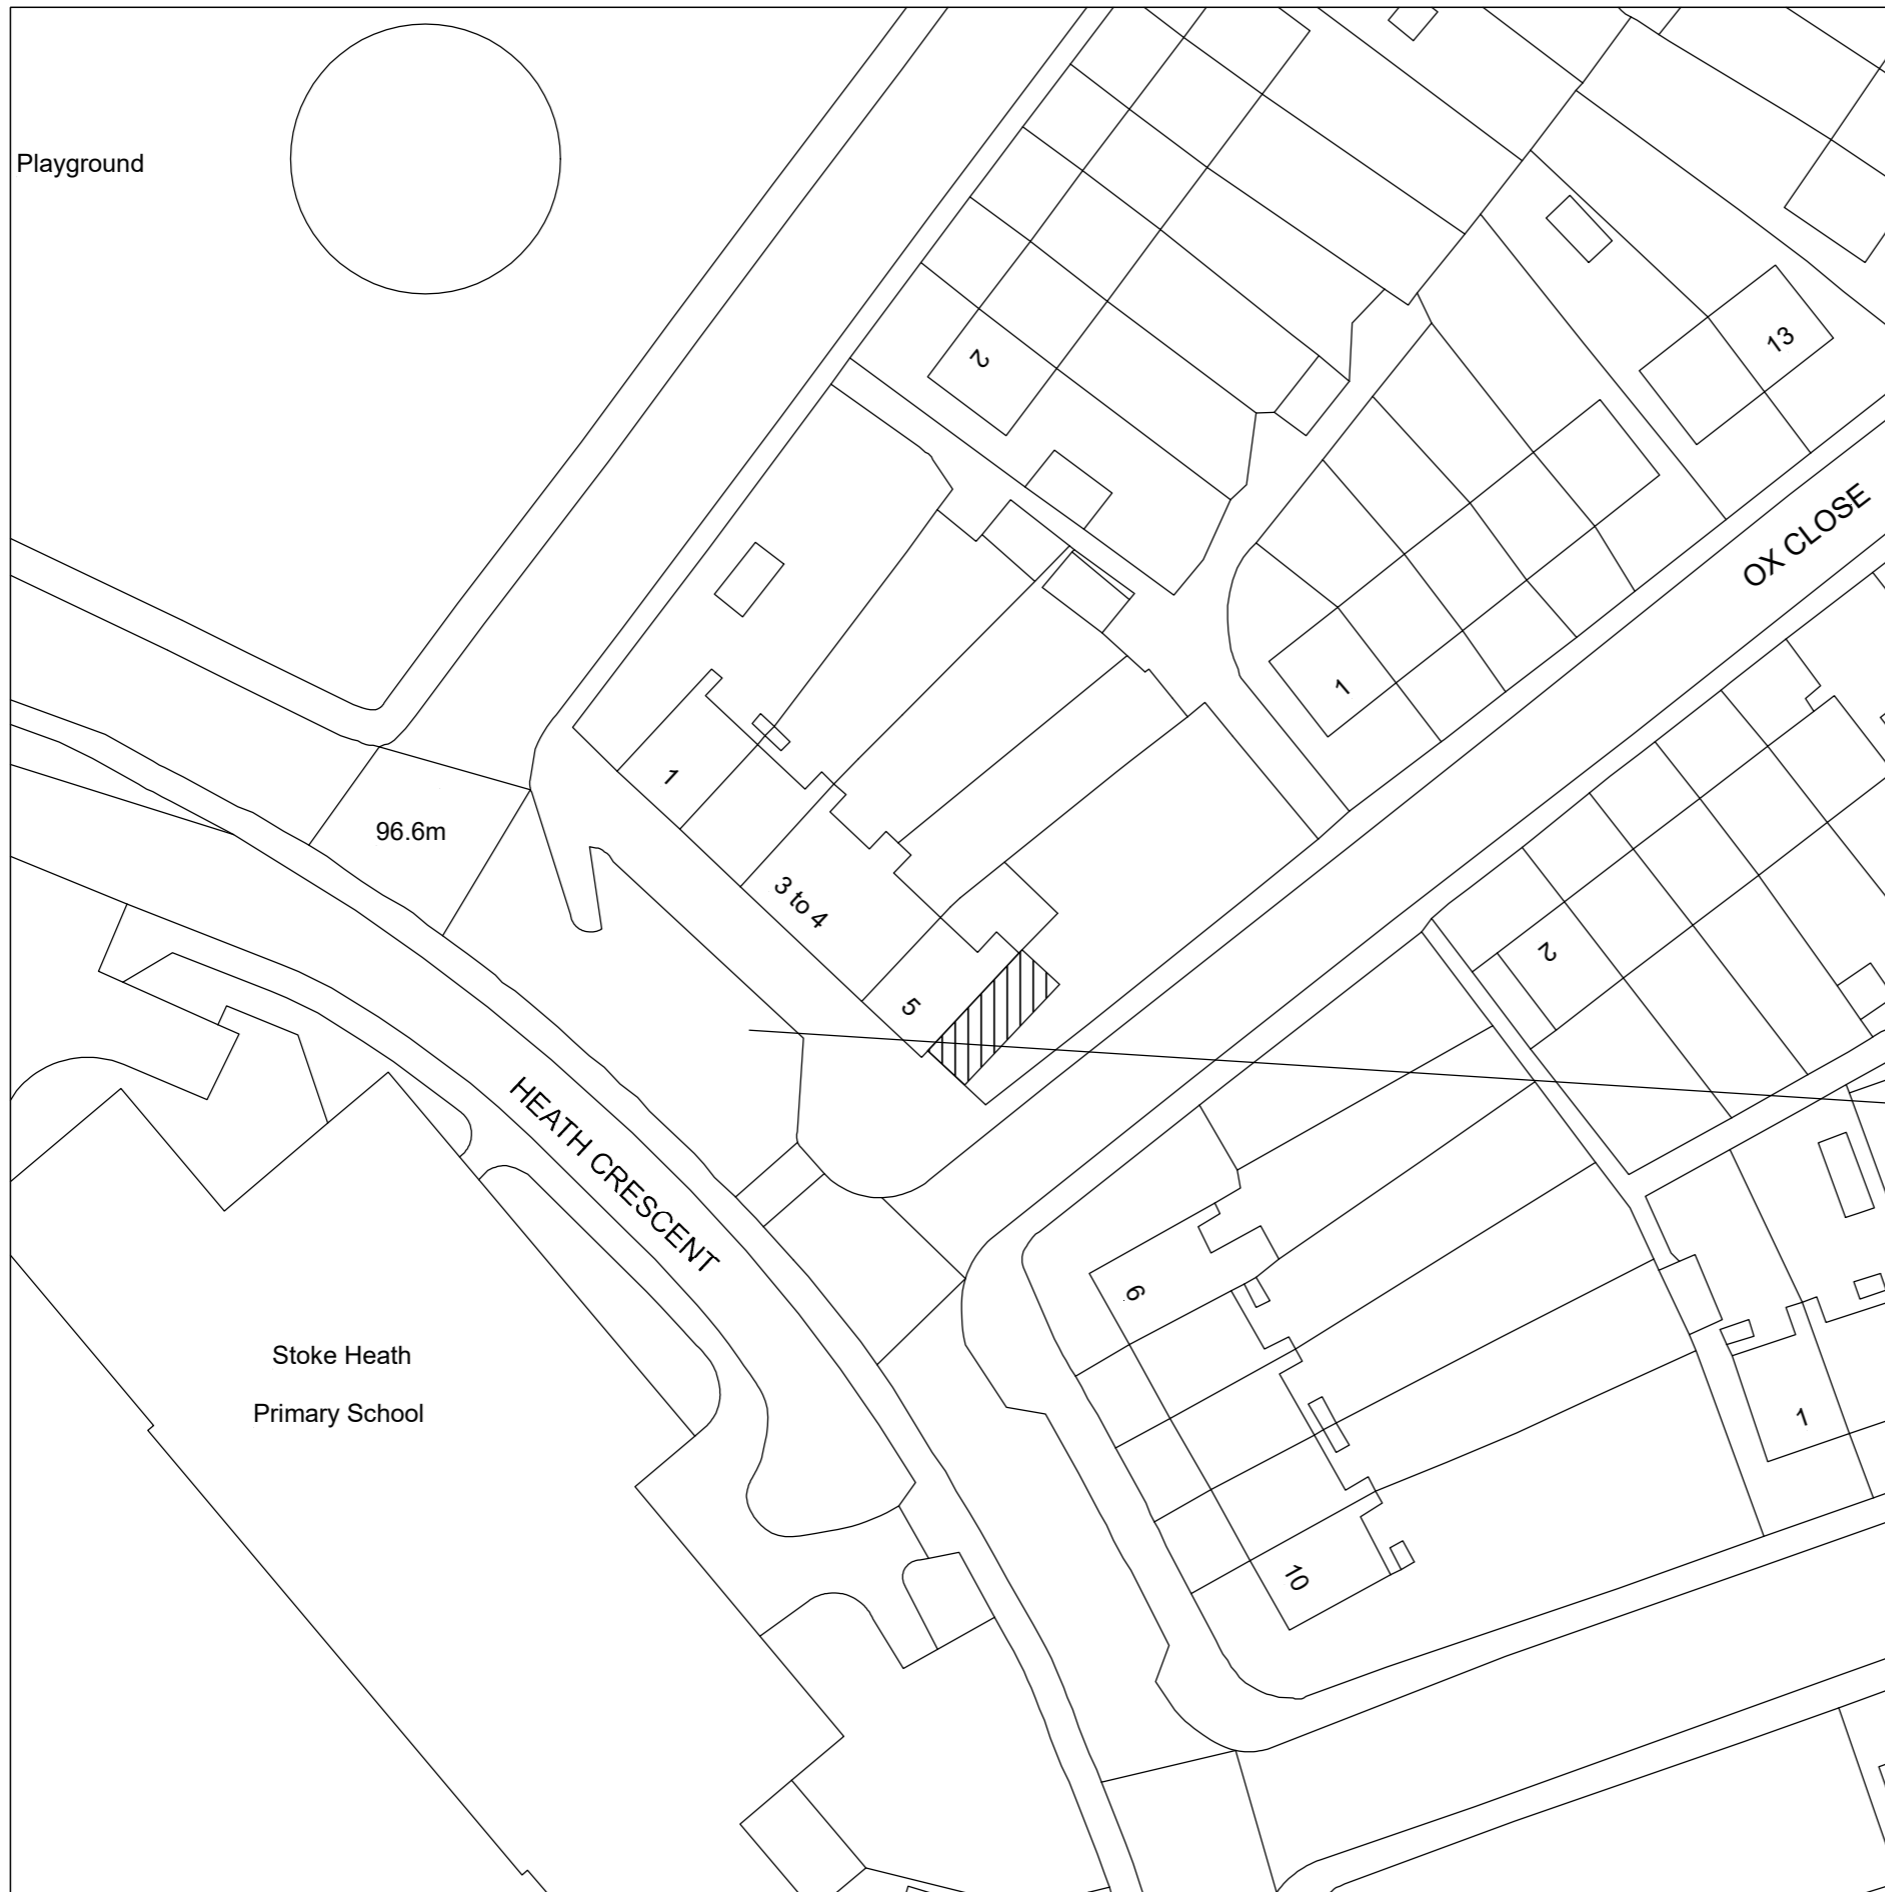 Playground
2
13
OX CLOSE
1
1
96.6m
3 to 4
2
5
HEATH CRESCENT
6
Stoke Heath
Primary School
1
10